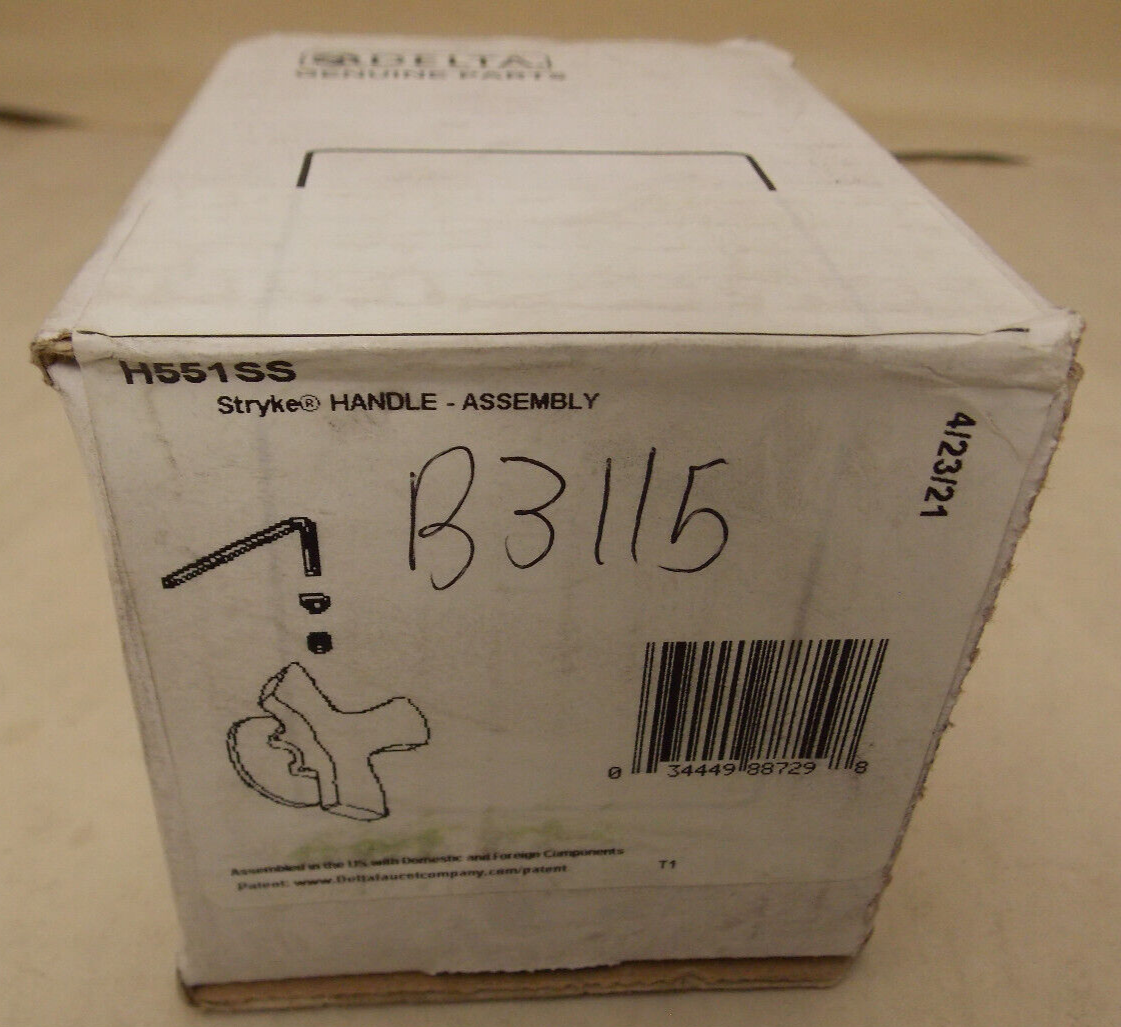 DELTA
GENUINE PARTS
H551SS
Stryke® HANDLE - ASSEMBLY
4/23/21
B3115
0 34449 88729 8
Assembled in the US with Domestic and Foreign Components
T1
Patent: www.Deltafaucetcompany.com/patent